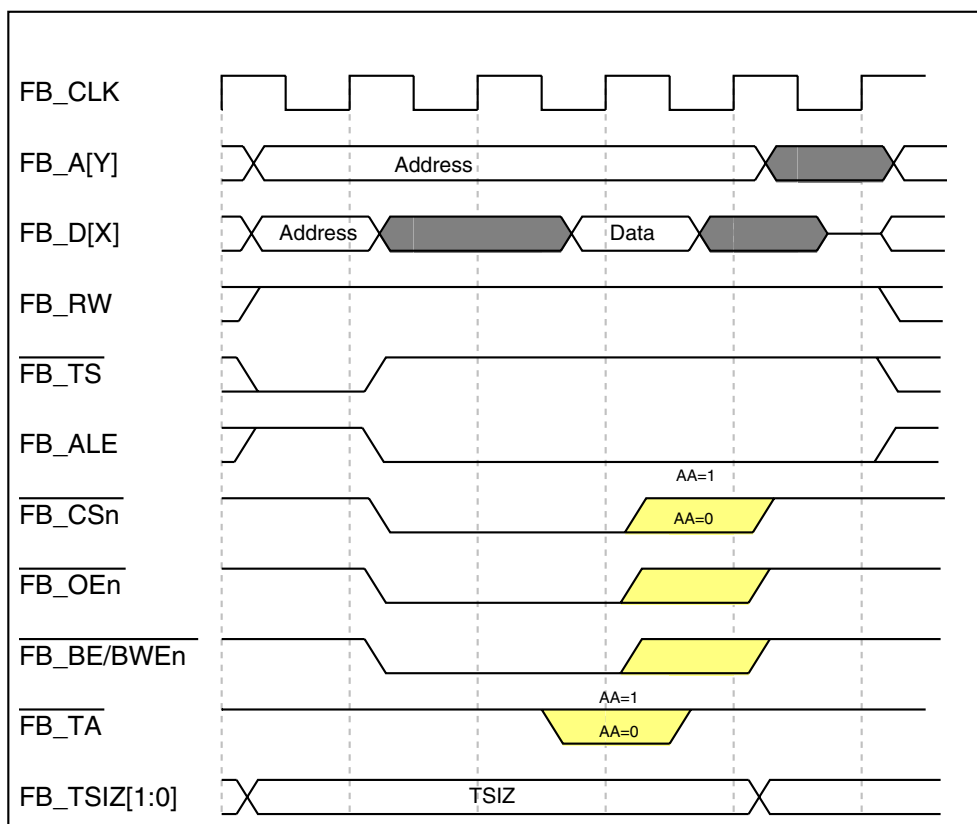 FB_CLK
FB_A[Y]
Address
FB_D[X]
Address
Data
FB_RW
FB_TS
FB_ALE
AA=1
FB_CSn
AA=0
FB_OEn
FB_BE/BWEn
AA=1
FB_TA
AA=0
FB_TSIZ[1:0]
TSIZ